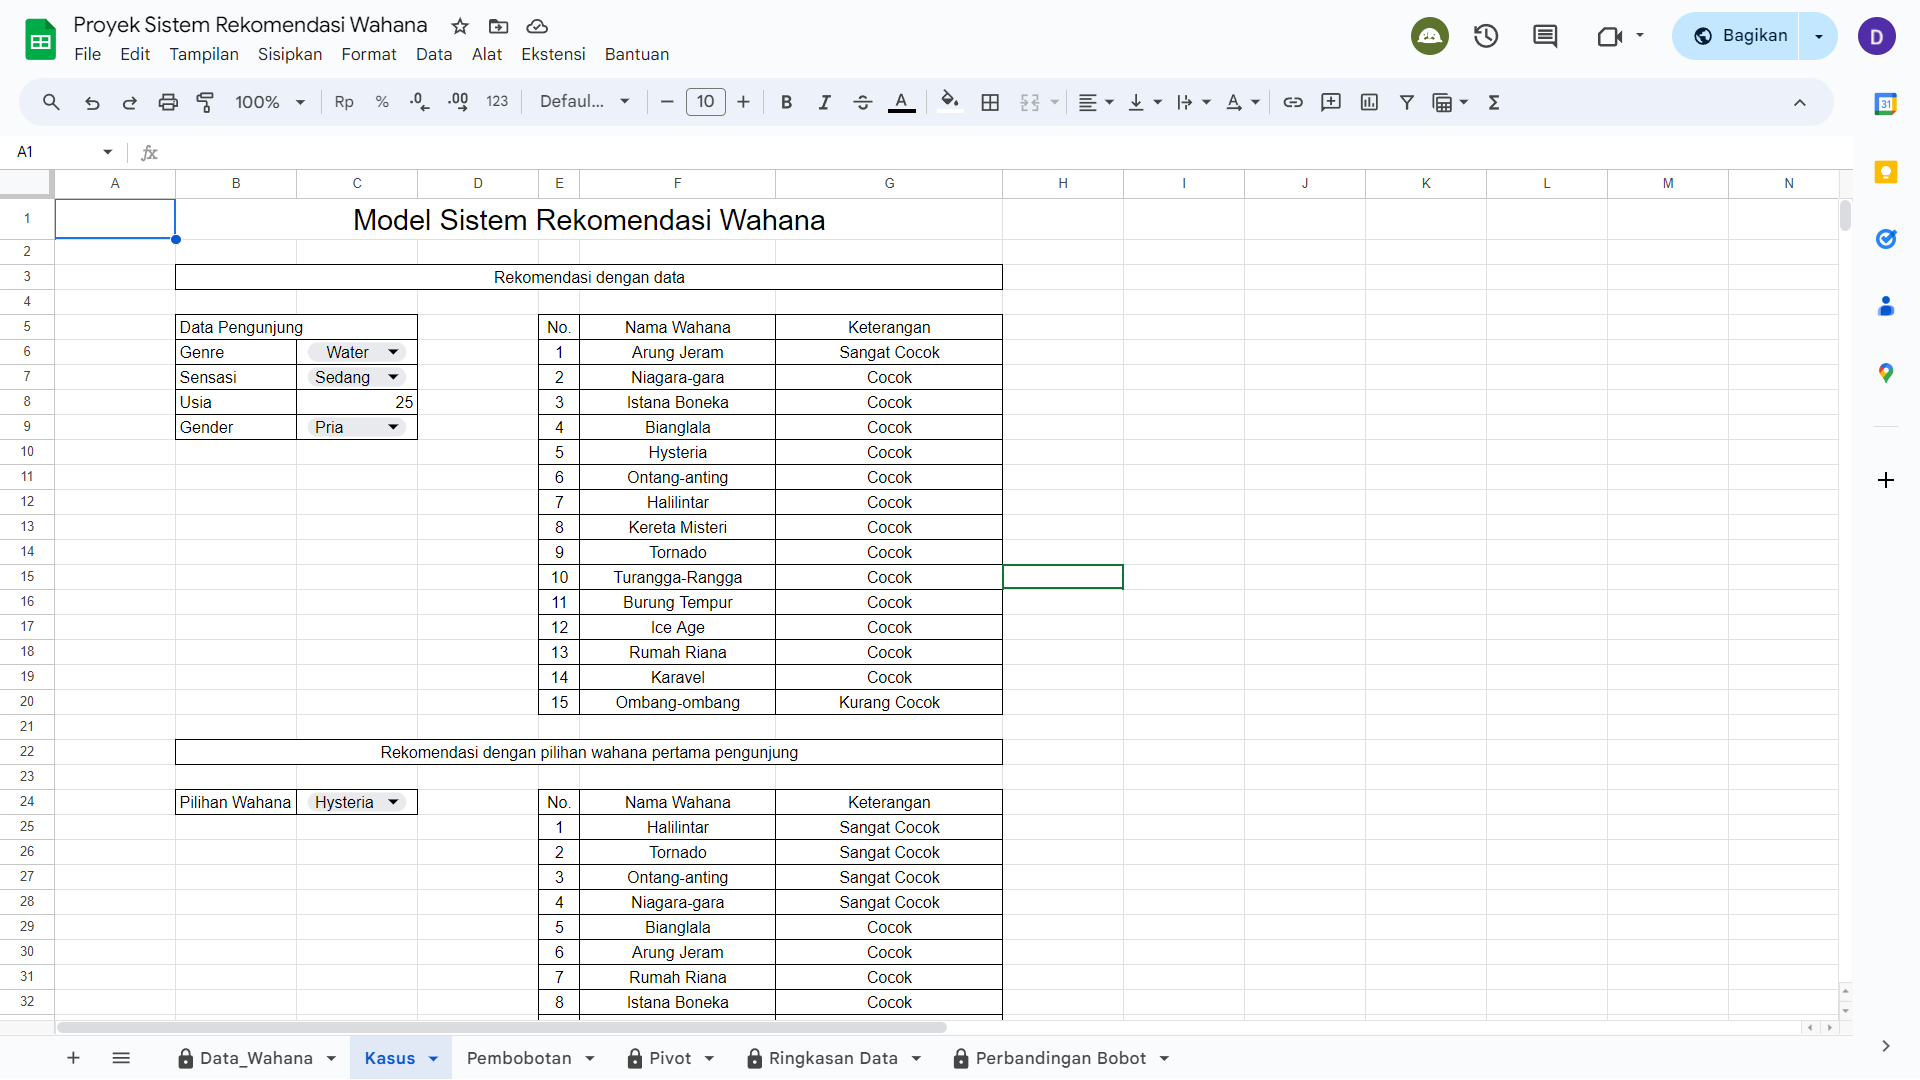 Proyek Sistem Rekomendasi Wahana
File Edit Tampilan Sisipkan Format Data Alat Ekstensi Bantuan
Bagikan
D
100% Rp % .0 .00 123 Defaul... 10 B I S A A Σ
31
A1 fx
A B C D E F G H I J K L M N
1 Model Sistem Rekomendasi Wahana
2
3 Rekomendasi dengan data
4
5 Data Pengunjung No. Nama Wahana Keterangan
6 Genre Water 1 Arung Jeram Sangat Cocok
7 Sensasi Sedang 2 Niagara-gara Cocok
8 Usia 25 3 Istana Boneka Cocok
9 Gender Pria 4 Bianglala Cocok
10 5 Hysteria Cocok
11 6 Ontang-anting Cocok
12 7 Halilintar Cocok
13 8 Kereta Misteri Cocok
14 9 Tornado Cocok
15 10 Turangga-Rangga Cocok
16 11 Burung Tempur Cocok
17 12 Ice Age Cocok
18 13 Rumah Riana Cocok
19 14 Karavel Cocok
20 15 Ombang-ombang Kurang Cocok
21
22 Rekomendasi dengan pilihan wahana pertama pengunjung
23
24 Pilihan Wahana Hysteria No. Nama Wahana Keterangan
25 1 Halilintar Sangat Cocok
26 2 Tornado Sangat Cocok
27 3 Ontang-anting Sangat Cocok
28 4 Niagara-gara Sangat Cocok
29 5 Bianglala Cocok
30 6 Arung Jeram Cocok
31 7 Rumah Riana Cocok
32 8 Istana Boneka Cocok
Data_Wahana Kasus Pembobotan Pivot Ringkasan Data Perbandingan Bobot